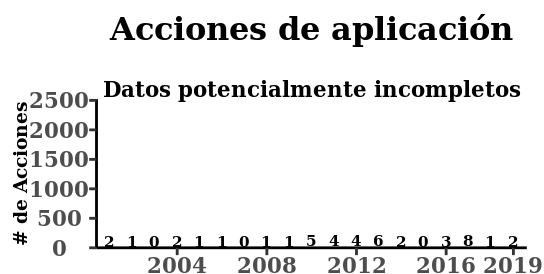 Acciones de aplicación
Datos potencialmente incompletos
# de Acciones
2500
2000
1500
1000
500
0
2 1 0 2 1 1 0 1 1 5 4 4 6 2 0 3 8 1 2
2004 2008 2012 2016 2019